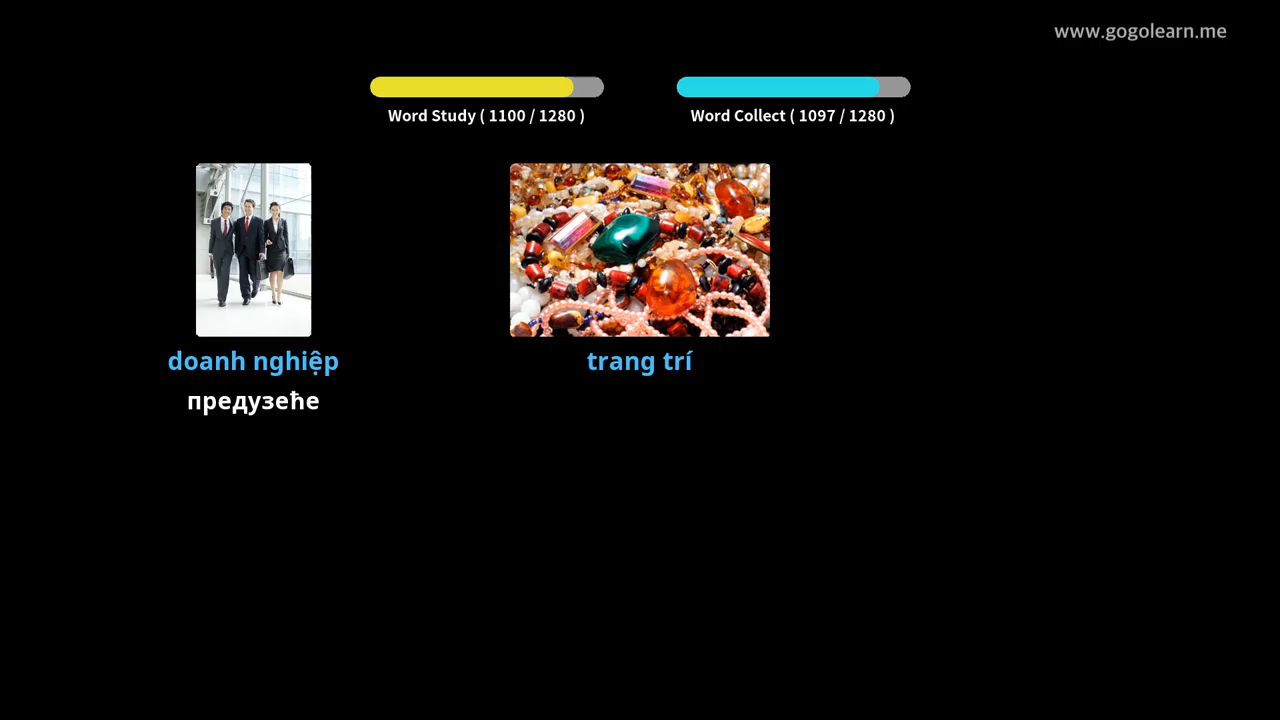 www.gogolearn.me
Word Study ( 1100 / 1280 )
Word Collect ( 1097 / 1280 )
doanh nghiệp
предузеће
trang trí